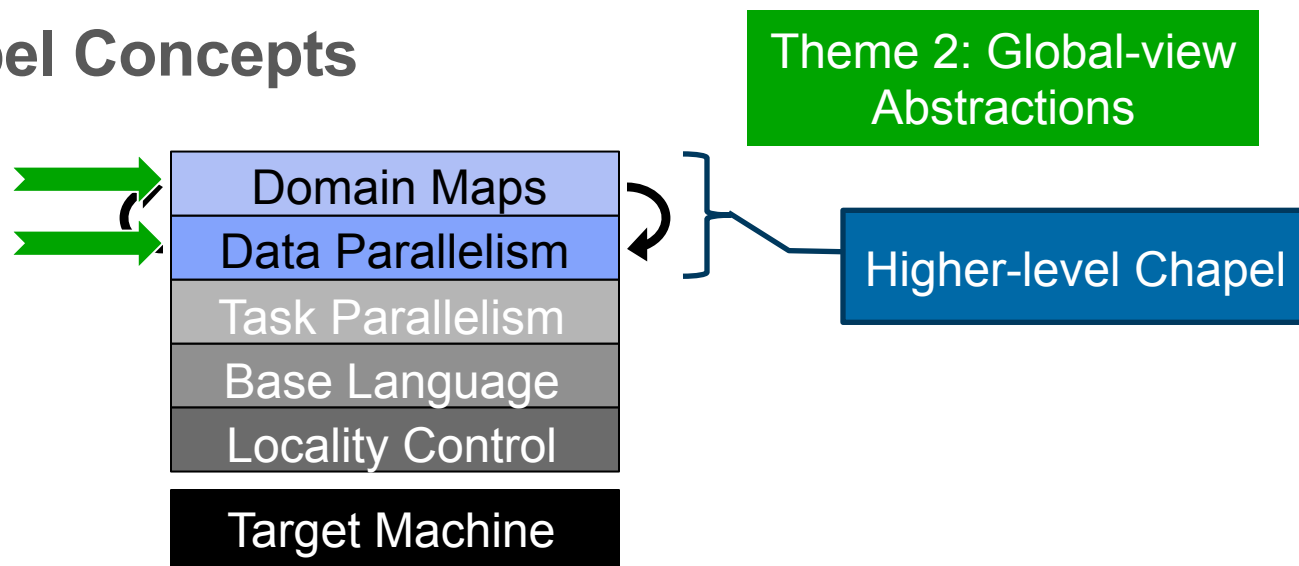 pel Concepts
Theme 2: Global-view
Abstractions
Domain Maps
Data Parallelism
Higher-level Chapel
Task Parallelism
Base Language
Locality Control
Target Machine